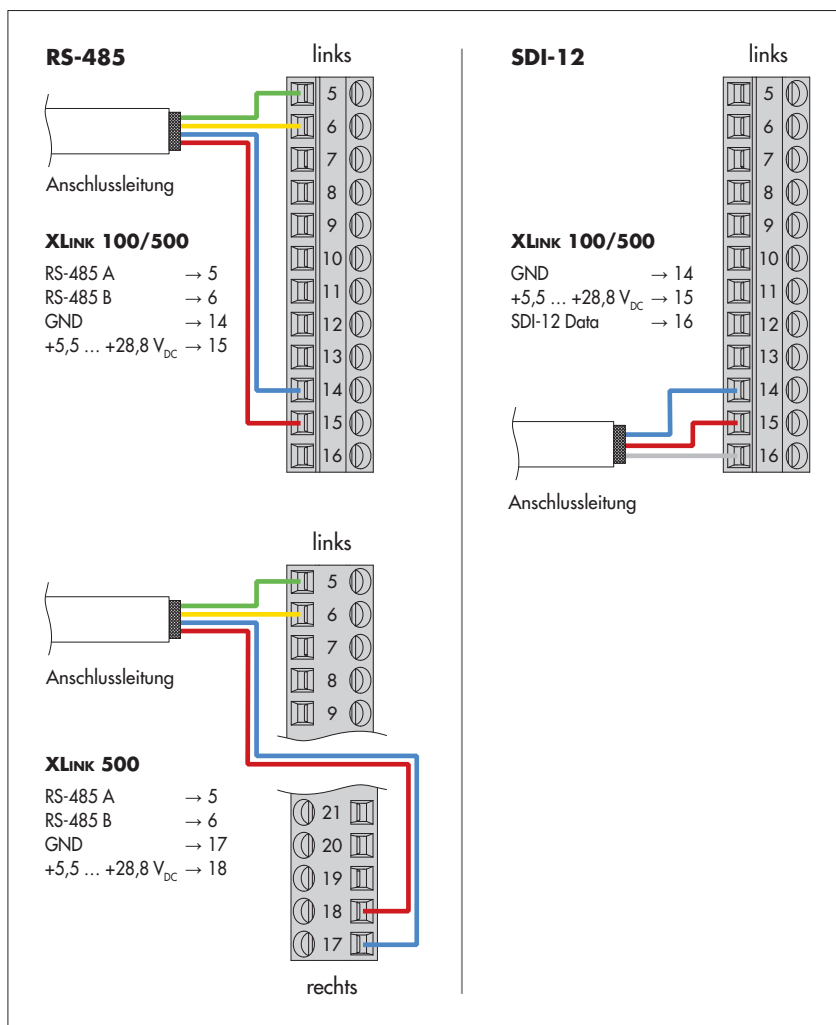 RS-485
links
5
6
7
8
9
10
11
12
13
14
15
16
Anschlussleitung
XLINK 100/500
RS-485 A → 5
RS-485 B → 6
GND → 14
+5,5 ... +28,8 V_DC → 15
links
5
6
7
8
9
Anschlussleitung
XLINK 500
RS-485 A → 5
RS-485 B → 6
GND → 17
+5,5 ... +28,8 V_DC → 18
21
20
19
18
17
rechts
SDI-12
links
5
6
7
8
9
10
11
12
13
14
15
16
XLINK 100/500
GND → 14
+5,5 ... +28,8 V_DC → 15
SDI-12 Data → 16
Anschlussleitung